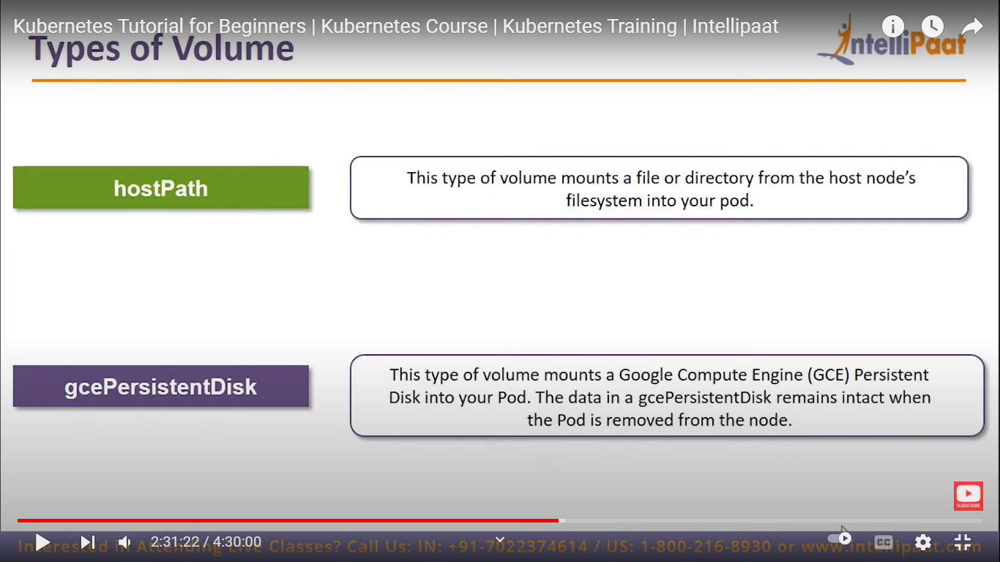 Kubernetes Tutorial for Beginners | Kubernetes Course | Kubernetes Training | Intellipaat
Types of Volume
IntelliPaat
hostPath
This type of volume mounts a file or directory from the host node’s
filesystem into your pod.
gcePersistentDisk
This type of volume mounts a Google Compute Engine (GCE) Persistent
Disk into your Pod. The data in a gcePersistentDisk remains intact when
the Pod is removed from the node.
SUBSCRIBE
2:31:22 / 4:30:00
CC
Interested in Attending Live Classes? Call Us: IN: +91-7022374614 / US: 1-800-216-8930 or www.intellipaat.com